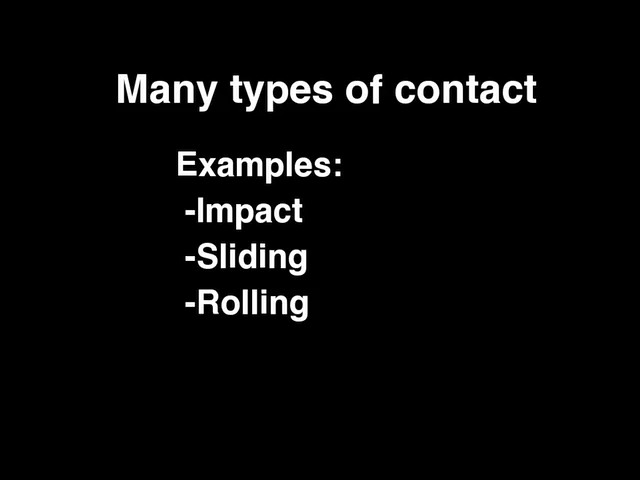 Many types of contact
Examples:
-Impact
-Sliding
-Rolling